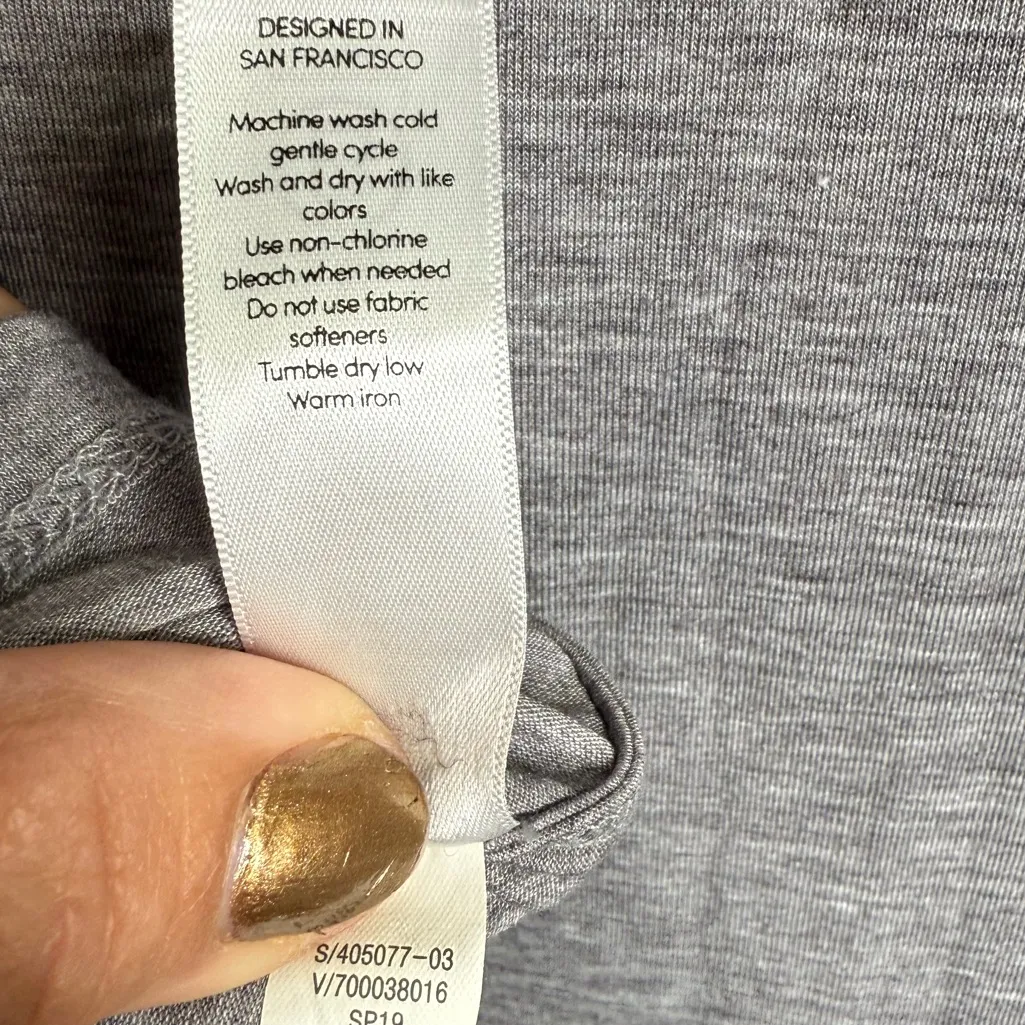 DESIGNED IN
SAN FRANCISCO
Machine wash cold
gentle cycle
Wash and dry with like
colors
Use non-chlorine
bleach when needed
Do not use fabric
softeners
Tumble dry low
Warm iron
S/405077-03
V/700038016
SP19